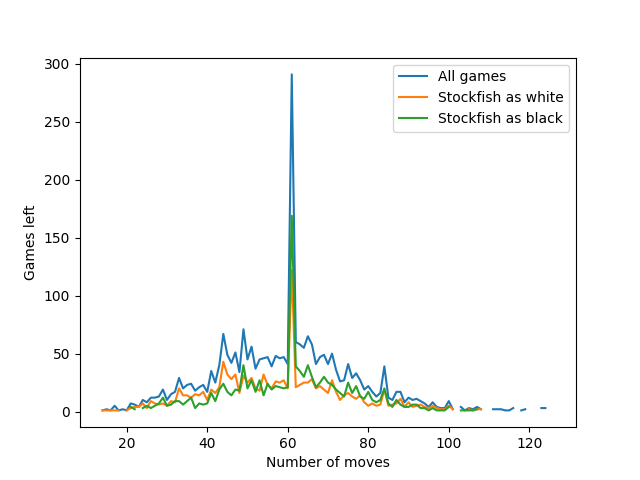 300
250
200
150
100
50
0
Games left
All games
Stockfish as white
Stockfish as black
20 40 60 80 100 120
Number of moves